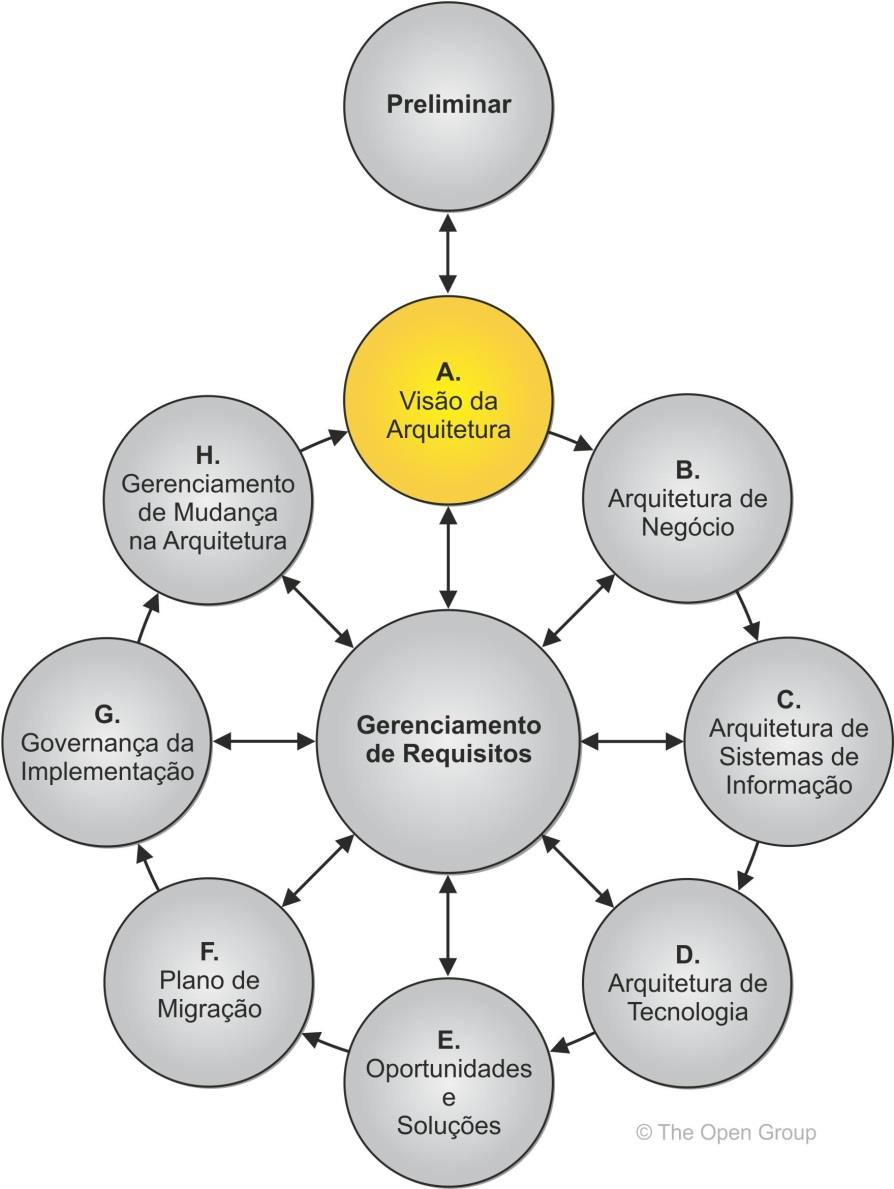 Preliminar
A.
Visão da
Arquitetura
B.
Arquitetura de
Negócio
C.
Arquitetura de
Sistemas de
Informação
D.
Arquitetura de
Tecnologia
E.
Oportunidades
e
Soluções
F.
Plano de
Migração
G.
Governança da
Implementação
H.
Gerenciamento
de Mudança
na Arquitetura
Gerenciamento
de Requisitos
© The Open Group